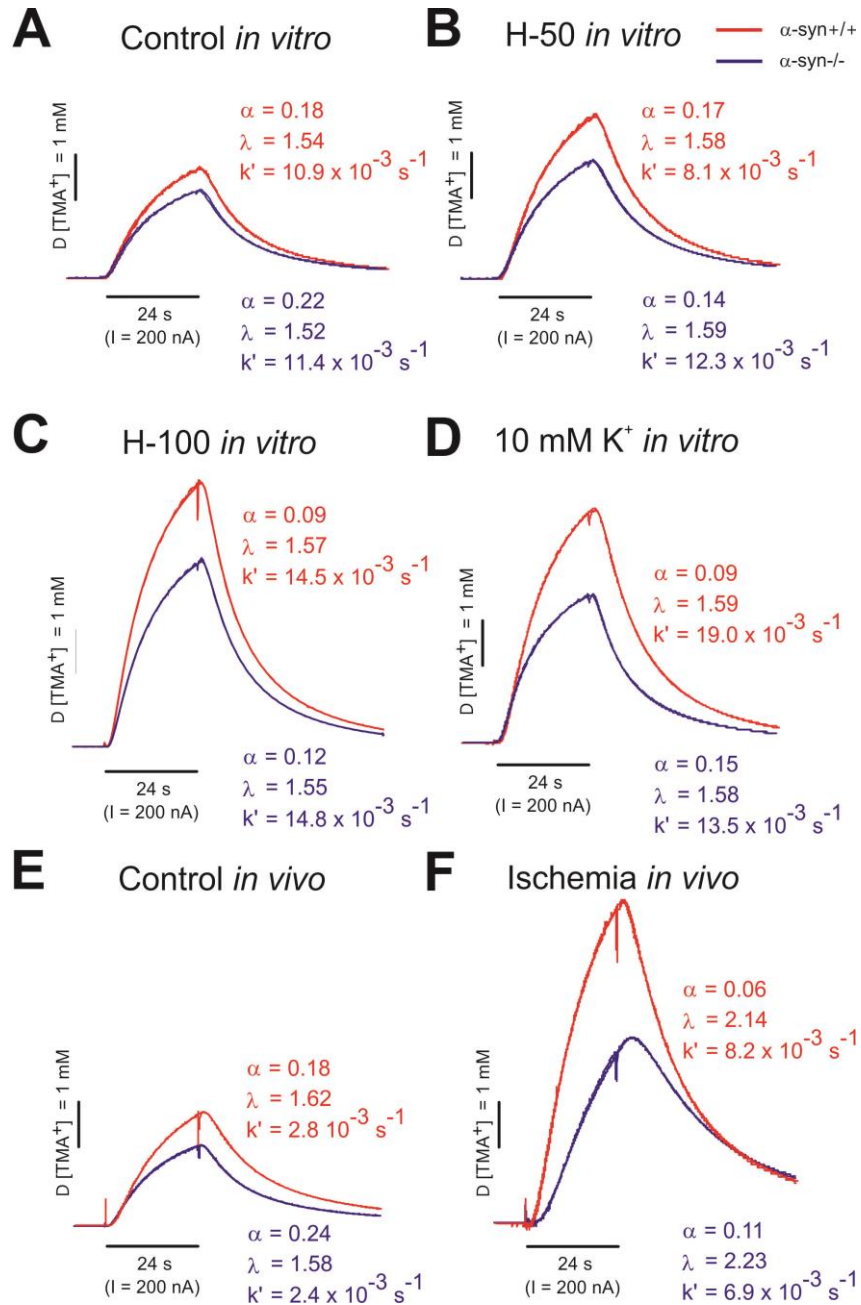 A
Control in vitro
D [TMA+] = 1 mM
α = 0.18
λ = 1.54
k' = 10.9 x 10⁻³ s⁻¹
24 s
(I = 200 nA)
α = 0.22
λ = 1.52
k' = 11.4 x 10⁻³ s⁻¹
B
H-50 in vitro
α-syn+/+
α-syn-/-
D [TMA⁺] = 1 mM
α = 0.17
λ = 1.58
k' = 8.1 x 10⁻³ s⁻¹
24 s
(I = 200 nA)
α = 0.14
λ = 1.59
k' = 12.3 x 10⁻³ s⁻¹
C
H-100 in vitro
D [TMA⁺] = 1 mM
α = 0.09
λ = 1.57
k' = 14.5 x 10⁻³ s⁻¹
24 s
(I = 200 nA)
α = 0.12
λ = 1.55
k' = 14.8 x 10⁻³ s⁻¹
D
10 mM K⁺ in vitro
D [TMA⁺] = 1 mM
α = 0.09
λ = 1.59
k' = 19.0 x 10⁻³ s⁻¹
24 s
(I = 200 nA)
α = 0.15
λ = 1.58
k' = 13.5 x 10⁻³ s⁻¹
E
Control in vivo
D [TMA⁺] = 1 mM
α = 0.18
λ = 1.62
k' = 2.8 10⁻³ s⁻¹
24 s
(I = 200 nA)
α = 0.24
λ = 1.58
k' = 2.4 x 10⁻³ s⁻¹
F
Ischemia in vivo
D [TMA⁺] = 1 mM
α = 0.06
λ = 2.14
k' = 8.2 x 10⁻³ s⁻¹
24 s
(I = 200 nA)
α = 0.11
λ = 2.23
k' = 6.9 x 10⁻³ s⁻¹